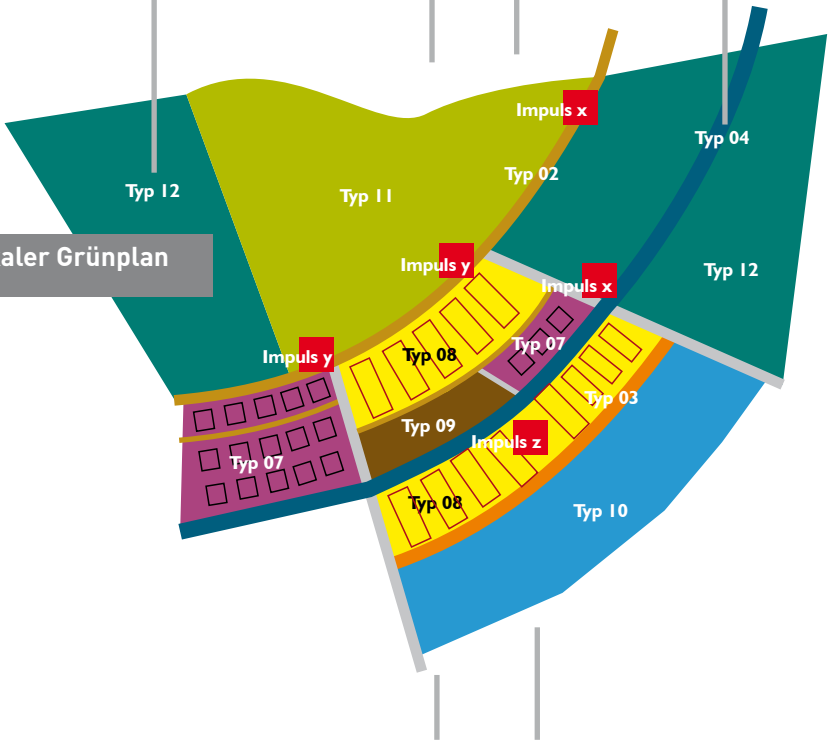 Impuls x
Typ 04
Typ 02
Typ 12
Typ 11
aler Grünplan
Impuls y
Typ 12
Impuls x
Typ 07
Impuls y
Typ 08
Typ 03
Typ 09
Impuls z
Typ 07
Typ 08
Typ 10